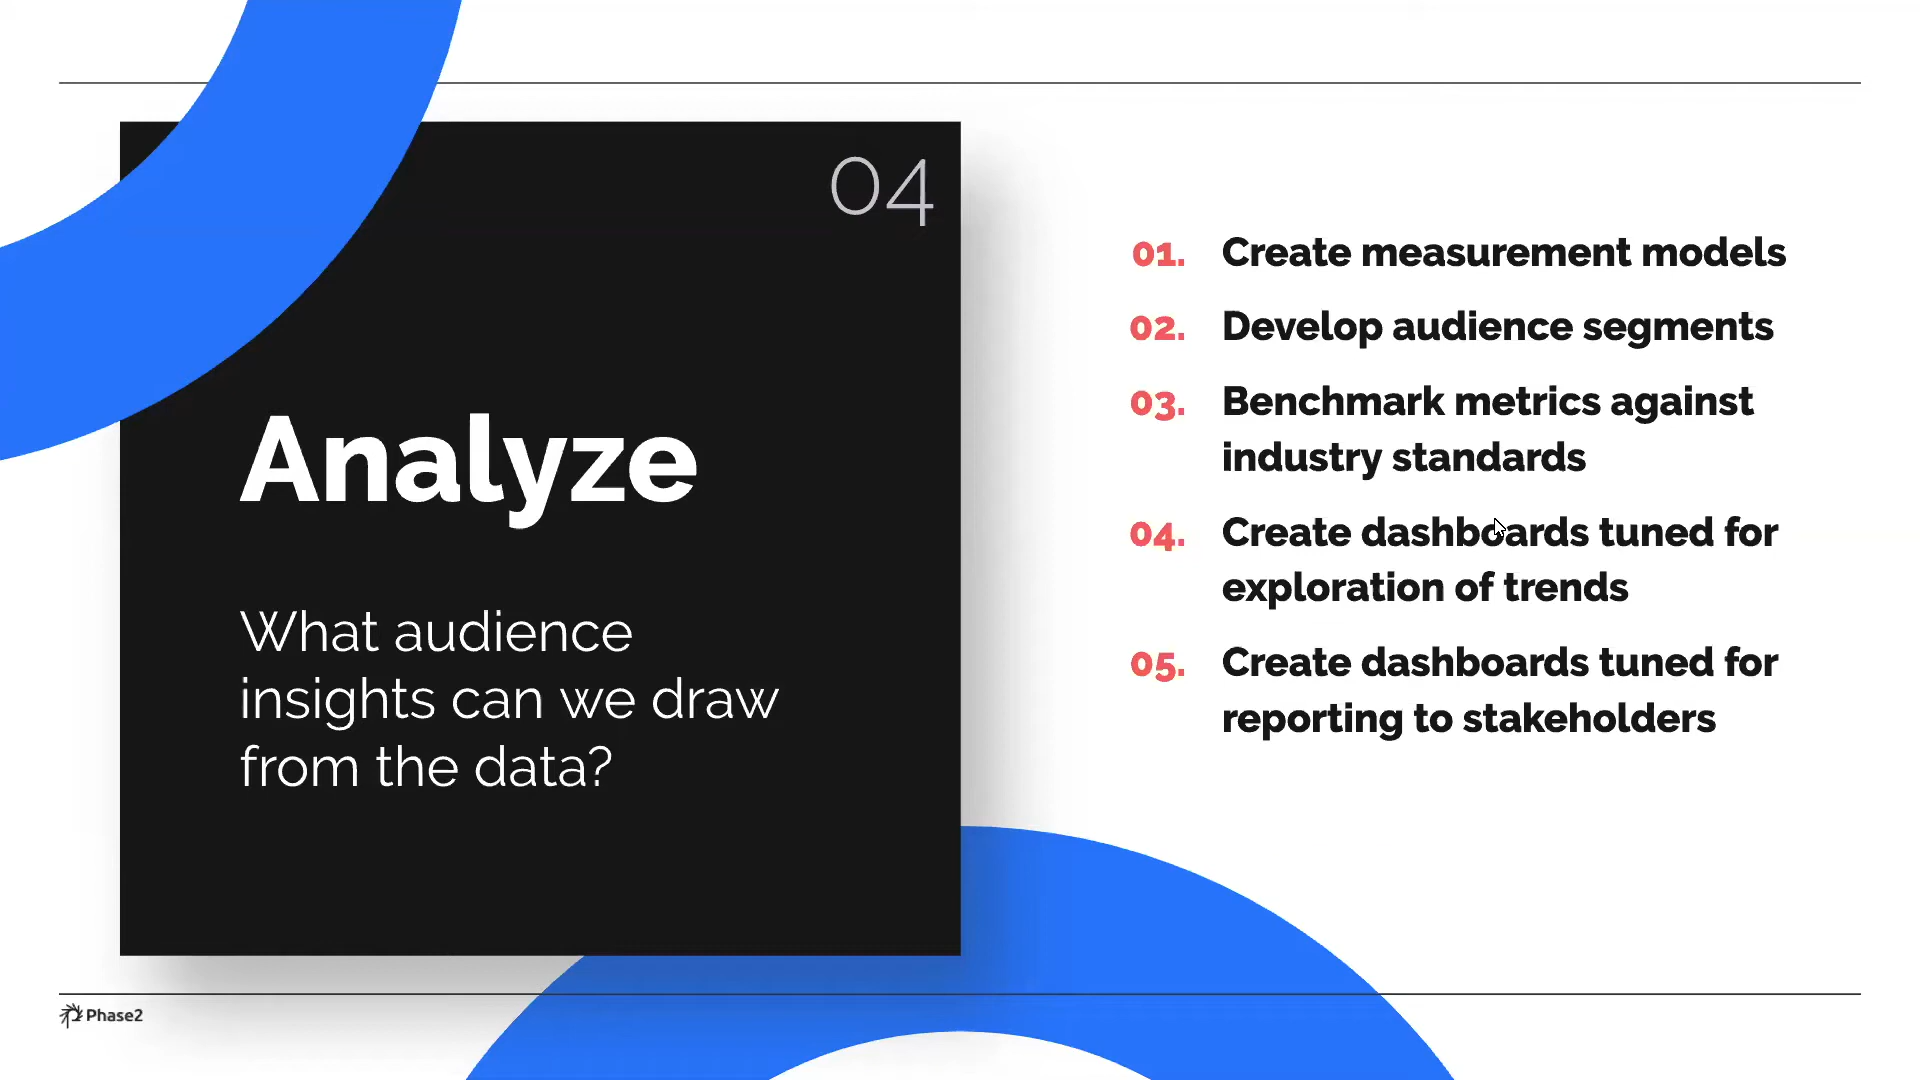 04
Analyze
What audience
insights can we draw
from the data?
01. Create measurement models
02. Develop audience segments
03. Benchmark metrics against
industry standards
04. Create dashboards tuned for
exploration of trends
05. Create dashboards tuned for
reporting to stakeholders
Phase2